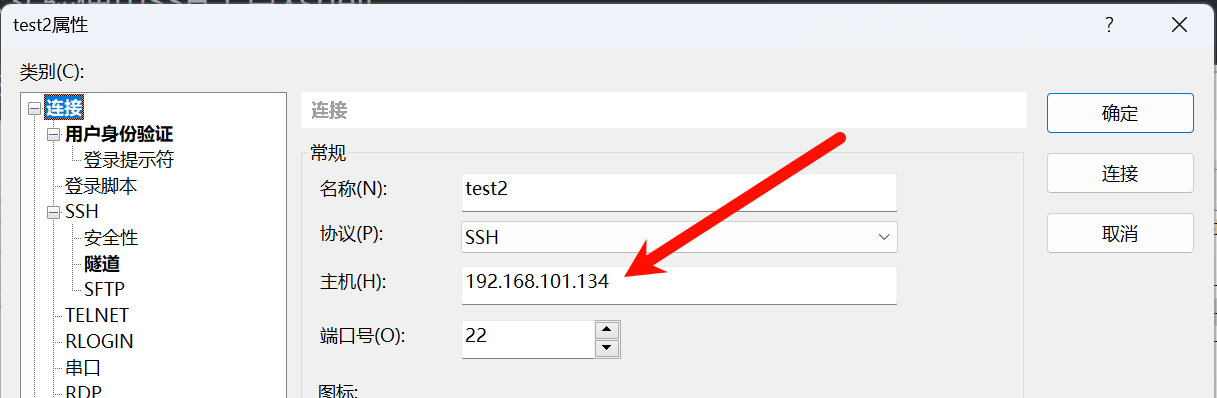 test2属性
类别(C):
连接
用户身份验证
登录提示符
登录脚本
SSH
安全性
隧道
SFTP
TELNET
RLOGIN
串口
RDP
连接
常规
名称(N): test2
协议(P): SSH
主机(H): 192.168.101.134
端口号(O): 22
图标:
确定
连接
取消